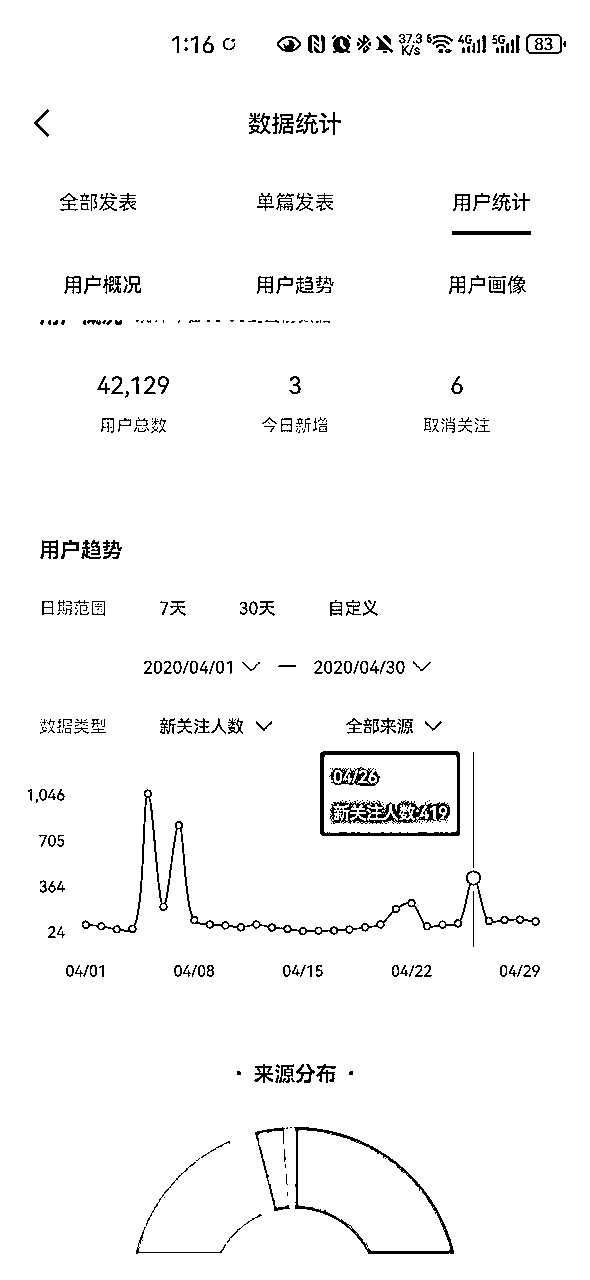 1:16 37.3 K/s 6 4G 5G 83
数据统计
全部发表 单篇发表 用户统计
用户概况 用户趋势 用户画像
42,129 3 6
用户总数 今日新增 取消关注
用户趋势
日期范围 7天 30天 自定义
2020/04/01 — 2020/04/30
数据类型 新关注人数 全部来源
04/26
新关注人数:419
1,046
705
364
24
04/01 04/08 04/15 04/22 04/29
· 来源分布 ·